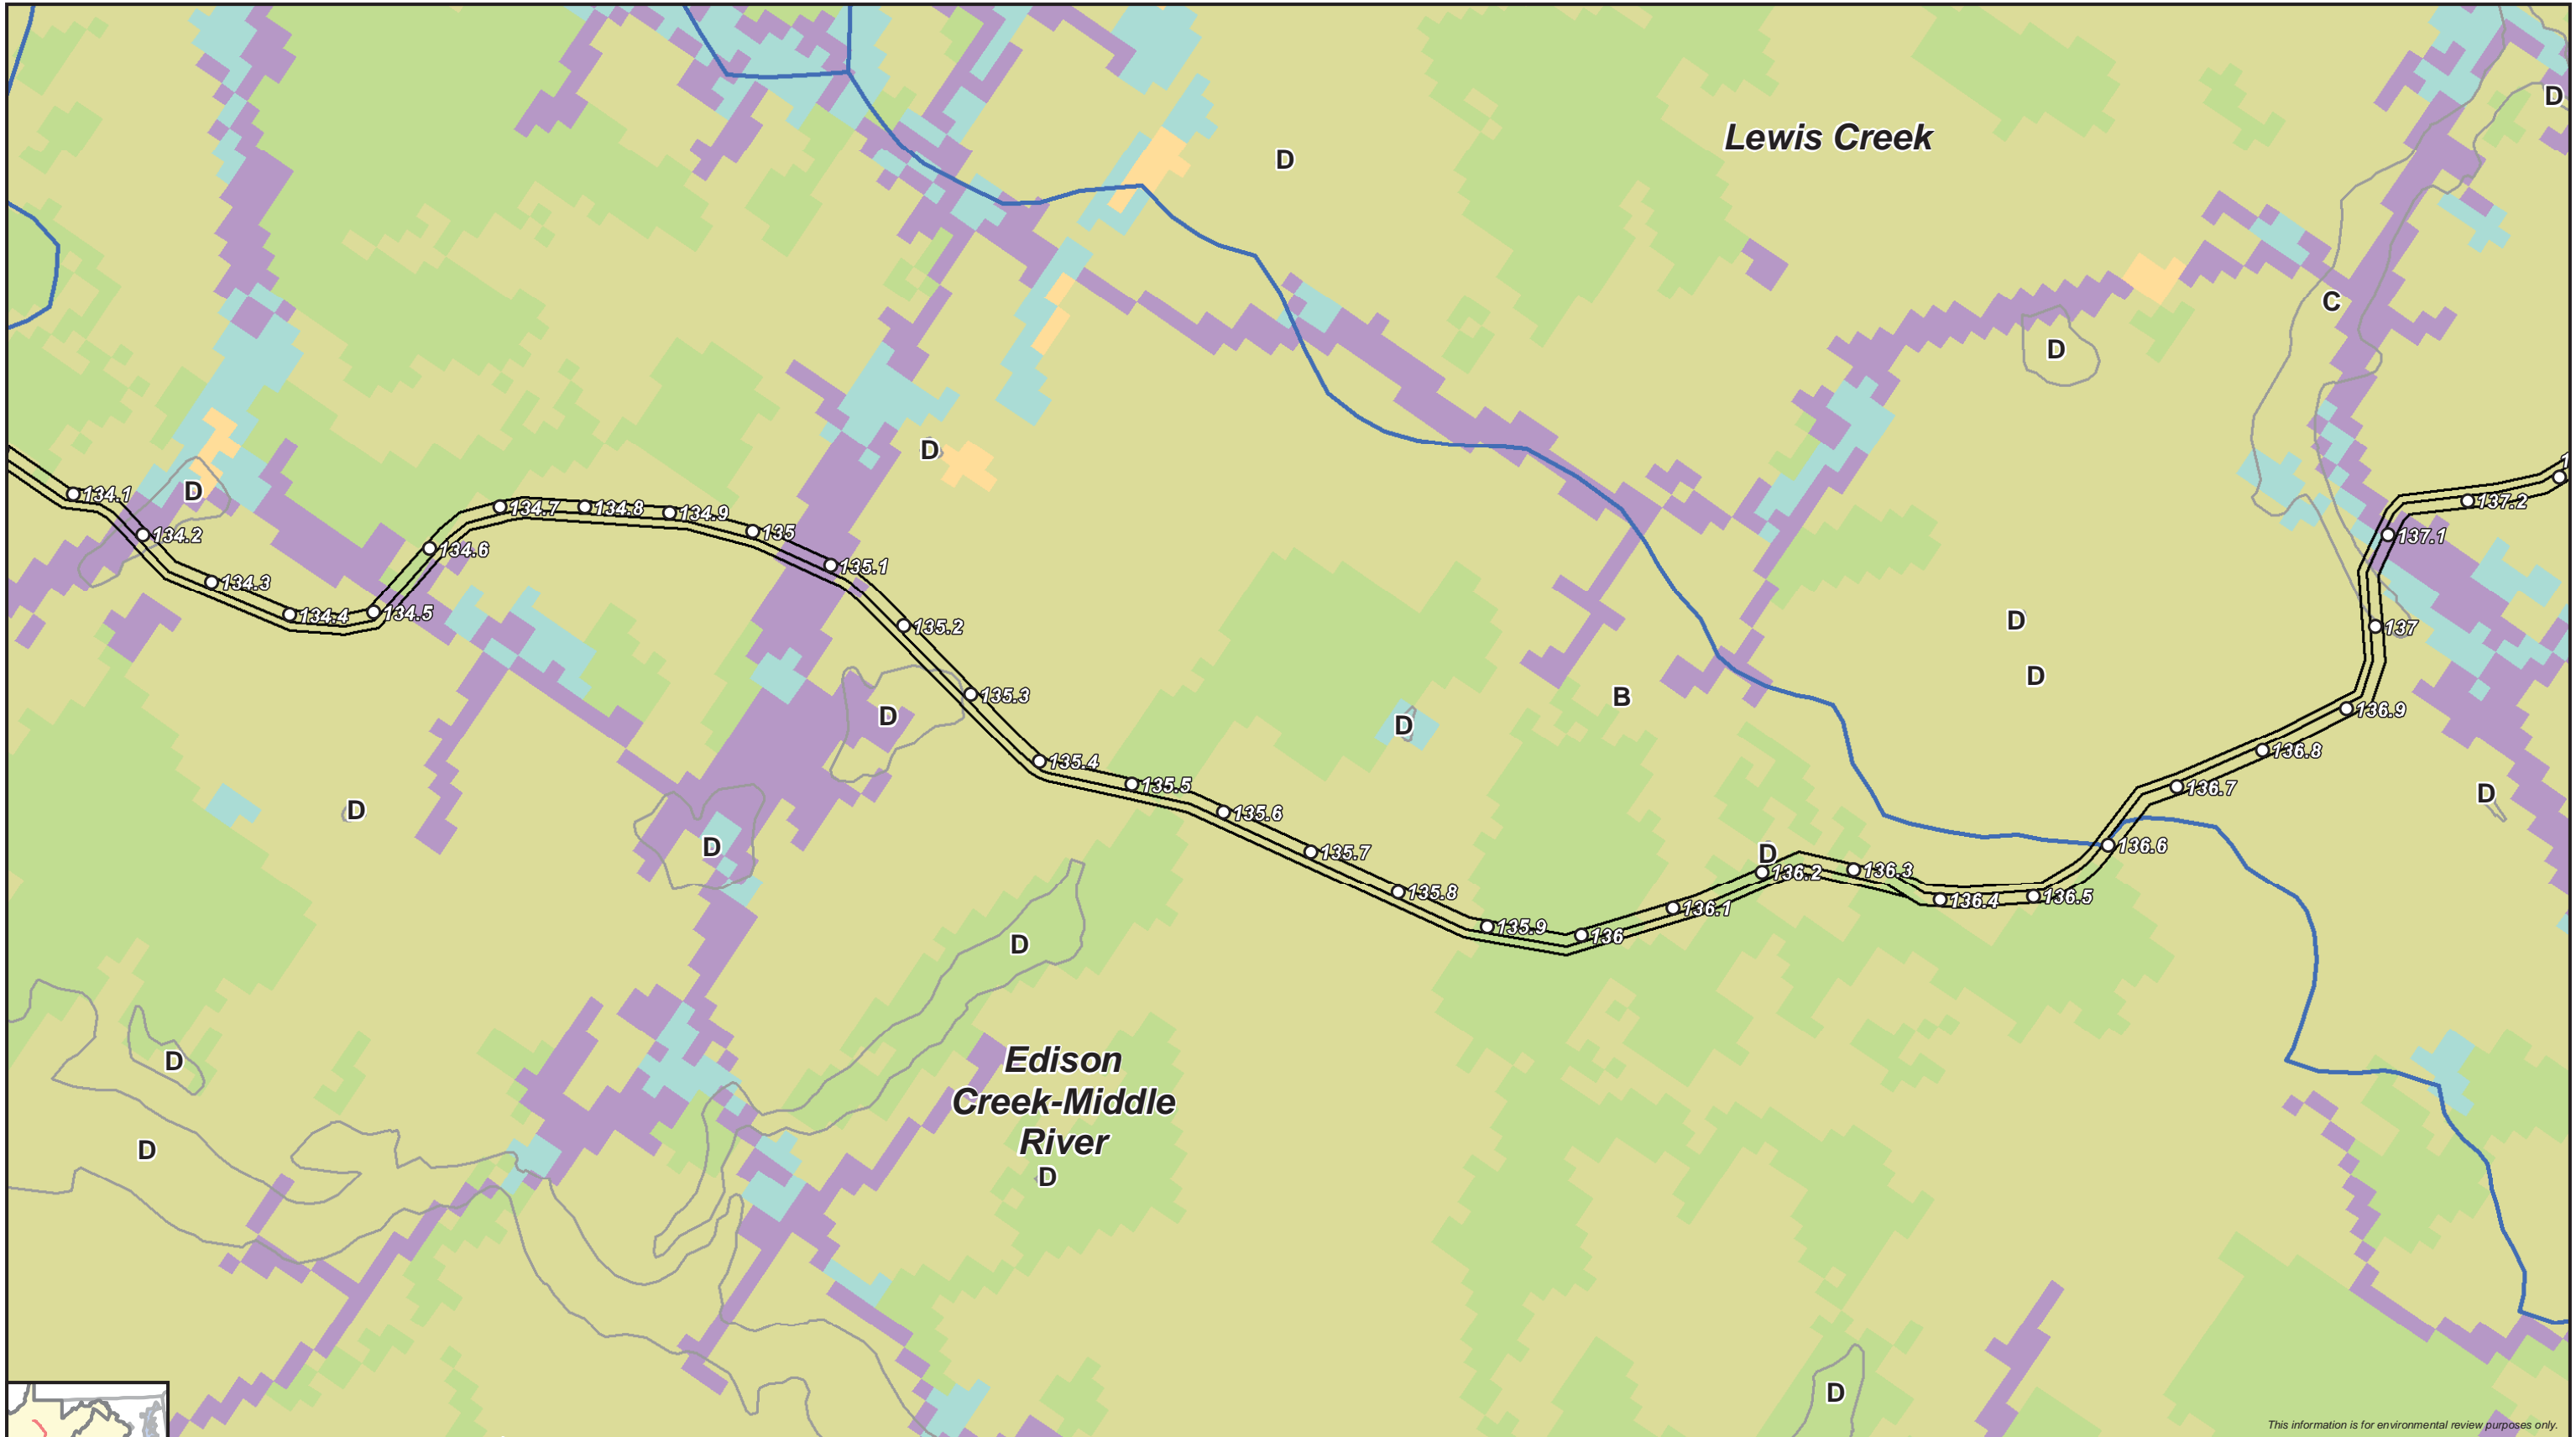 D
Lewis Creek
D
C
D
D
D
134.1
134.2
134.3
134.4
134.5
134.6
134.7
134.8
134.9
135
135.1
135.2
135.3
135.4
135.5
135.6
135.7
135.8
135.9
136
136.1
136.2
136.3
136.4
136.5
136.6
136.7
136.8
136.9
137
137.1
137.2
1
D
D
B
D
D
D
D
D
D
D
Edison
Creek-Middle
River
D
D
D
D
D
This information is for environmental review purposes only.